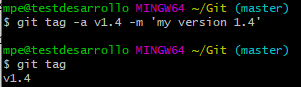 mpe@testdesarrollo MINGW64 ~/Git (master)
$ git tag -a v1.4 -m 'my version 1.4'
mpe@testdesarrollo MINGW64 ~/Git (master)
$ git tag
v1.4